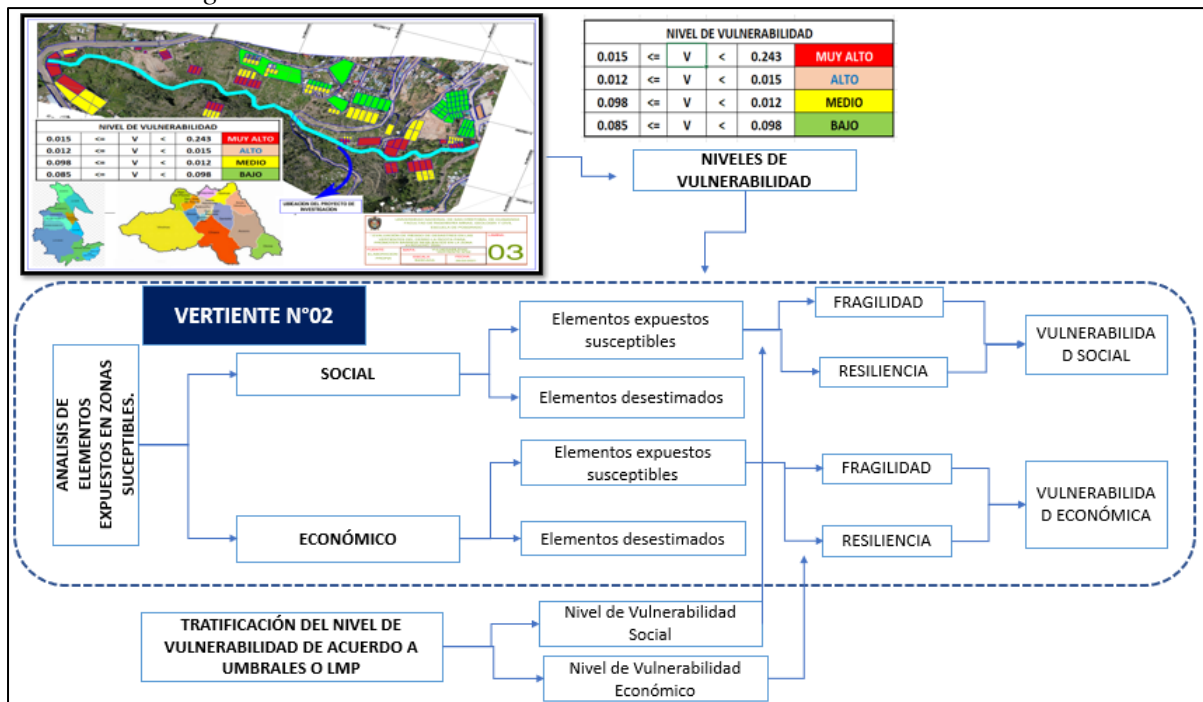 NIVEL DE VULNERABILIDAD
0.015 <= V < 0.243 MUY ALTO
0.012 <= V < 0.015 ALTO
0.098 <= V < 0.012 MEDIO
0.085 <= V < 0.098 BAJO
UBICACION DEL PROYECTO DE
INVESTIGACION
03
NIVEL DE VULNERABILIDAD
0.015 <= V < 0.243 MUY ALTO
0.012 <= V < 0.015 ALTO
0.098 <= V < 0.012 MEDIO
0.085 <= V < 0.098 BAJO
NIVELES DE
VULNERABILIDAD
VERTIENTE N°02
ANALISIS DE
ELEMENTOS
EXPUESTOS EN ZONAS
SUCEPTIBLES.
SOCIAL
Elementos expuestos
susceptibles
Elementos desestimados
FRAGILIDAD
RESILIENCIA
VULNERABILIDA
D SOCIAL
ECONÓMICO
Elementos expuestos
susceptibles
Elementos desestimados
FRAGILIDAD
RESILIENCIA
VULNERABILIDA
D ECONÓMICA
TRATIFICACIÓN DEL NIVEL DE
VULNERABILIDAD DE ACUERDO A
UMBRALES O LMP
Nivel de Vulnerabilidad
Social
Nivel de Vulnerabilidad
Económico